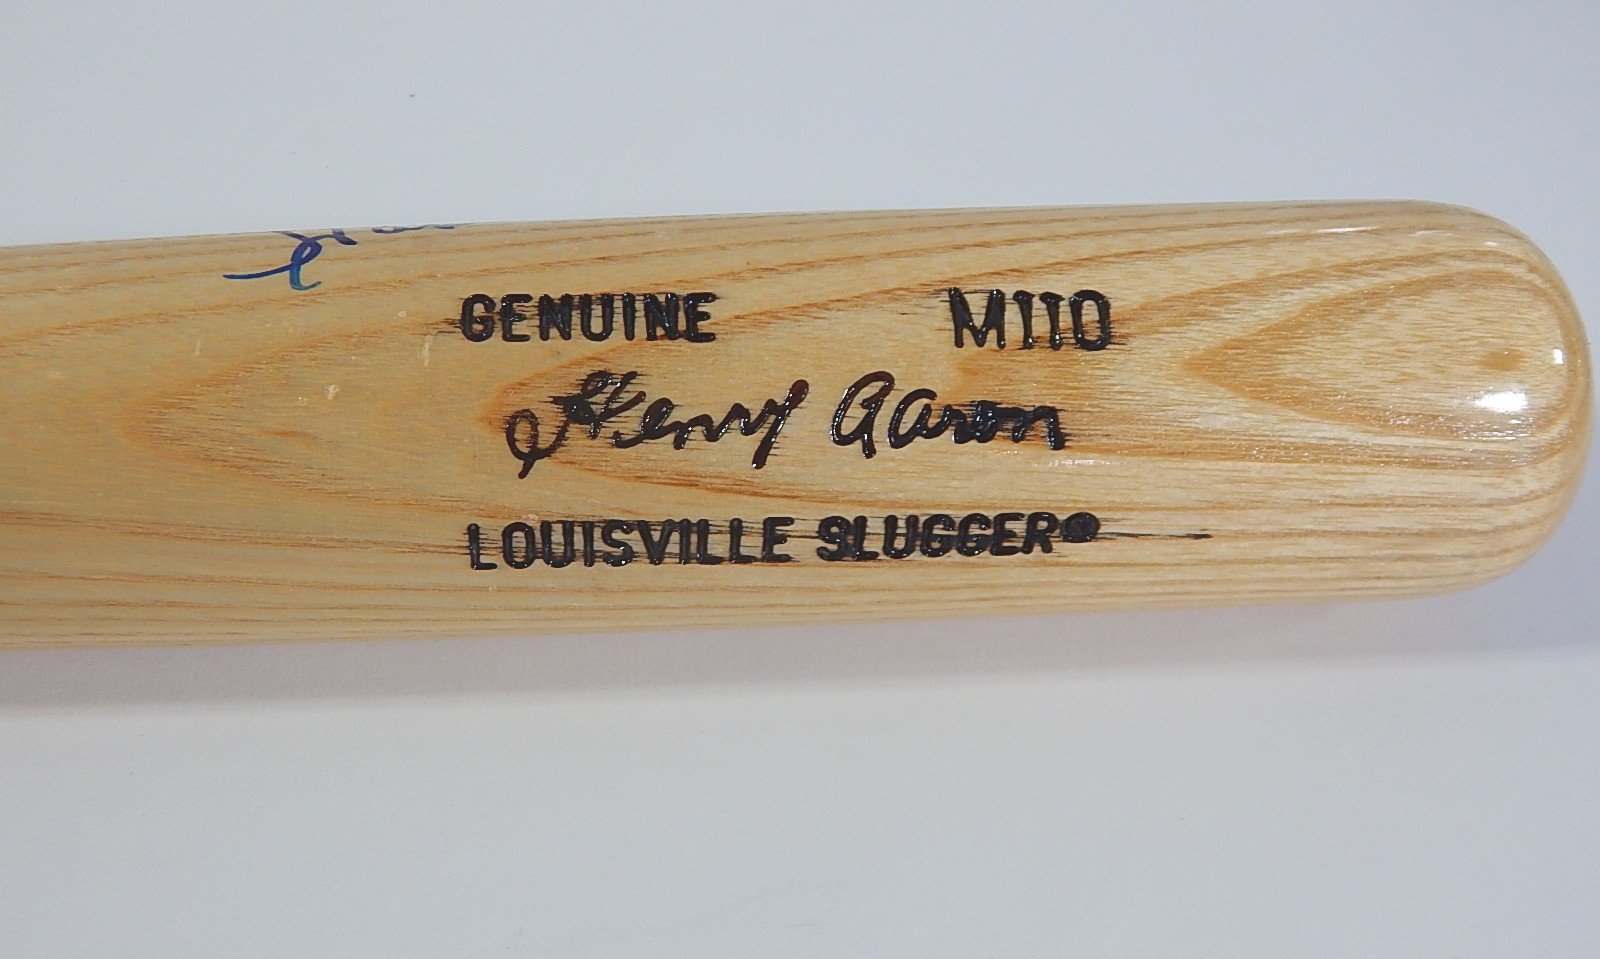 GENUINE M110
Henry Aaron
LOUISVILLE SLUGGER®